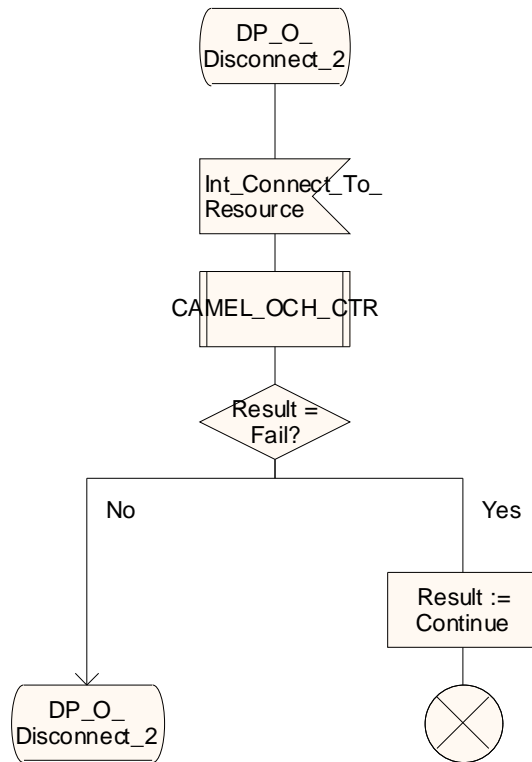 DP_O_
Disconnect_2
Int_Connect_To_
Resource
CAMEL_OCH_CTR
Result =
Fail?
No
Yes
Result :=
Continue
DP_O_
Disconnect_2